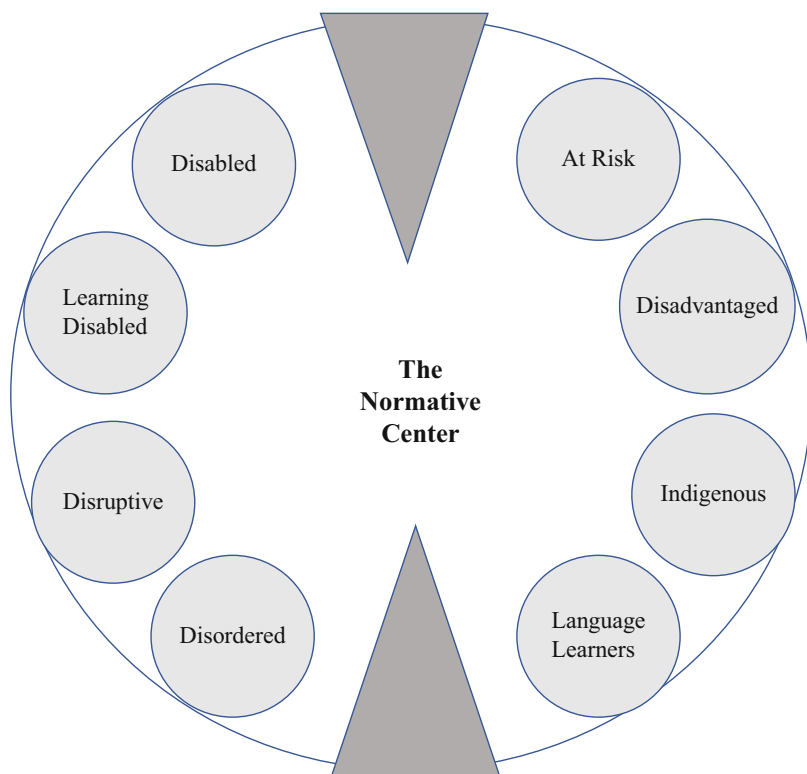 Disabled
At Risk
Learning
Disabled
Disadvantaged
The
Normative
Center
Disruptive
Indigenous
Disordered
Language
Learners